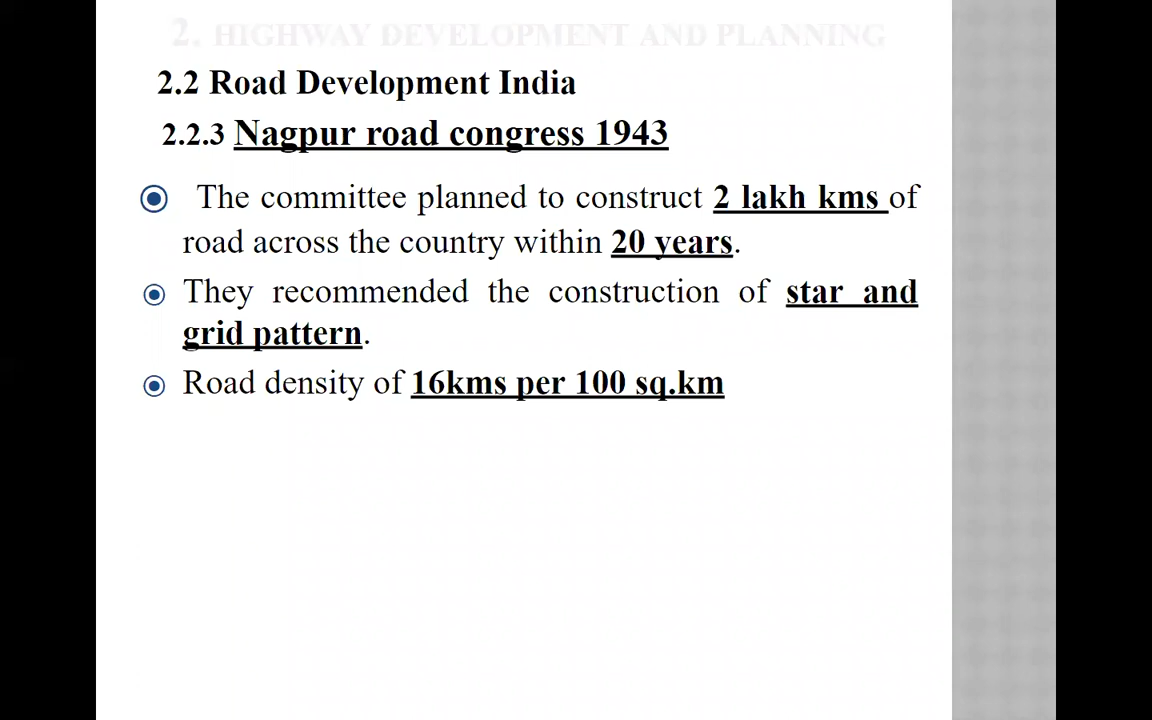 2. HIGHWAY DEVELOPMENT AND PLANNING
2.2 Road Development India
2.2.3 Nagpur road congress 1943
The committee planned to construct 2 lakh kms of
road across the country within 20 years.
They recommended the construction of star and
grid pattern.
Road density of 16kms per 100 sq.km